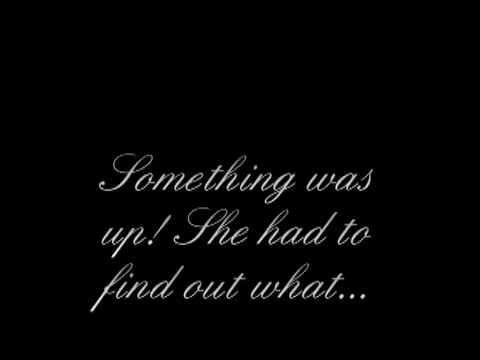 Something was
up! She had to
find out what...